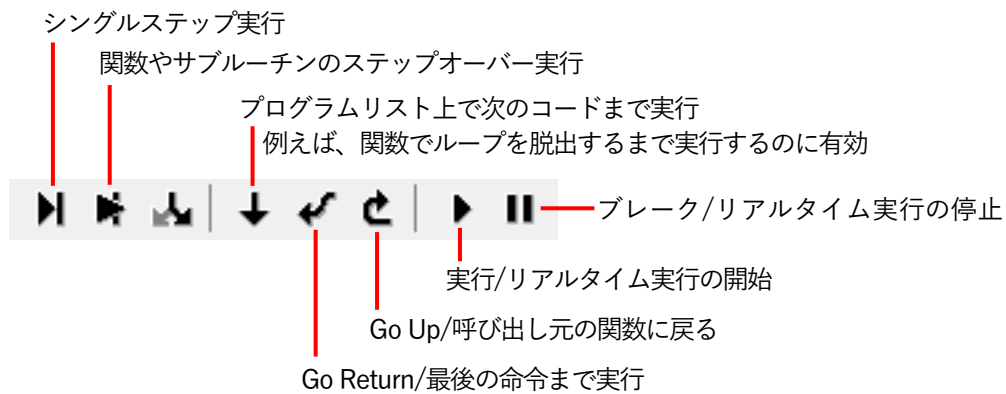 シングルステップ実行
関数やサブルーチンのステップオーバー実行
プログラムリスト上で次のコードまで実行
例えば、関数でループを脱出するまで実行するのに有効
ブレーク/リアルタイム実行の停止
実行/リアルタイム実行の開始
Go Up/呼び出し元の関数に戻る
Go Return/最後の命令まで実行